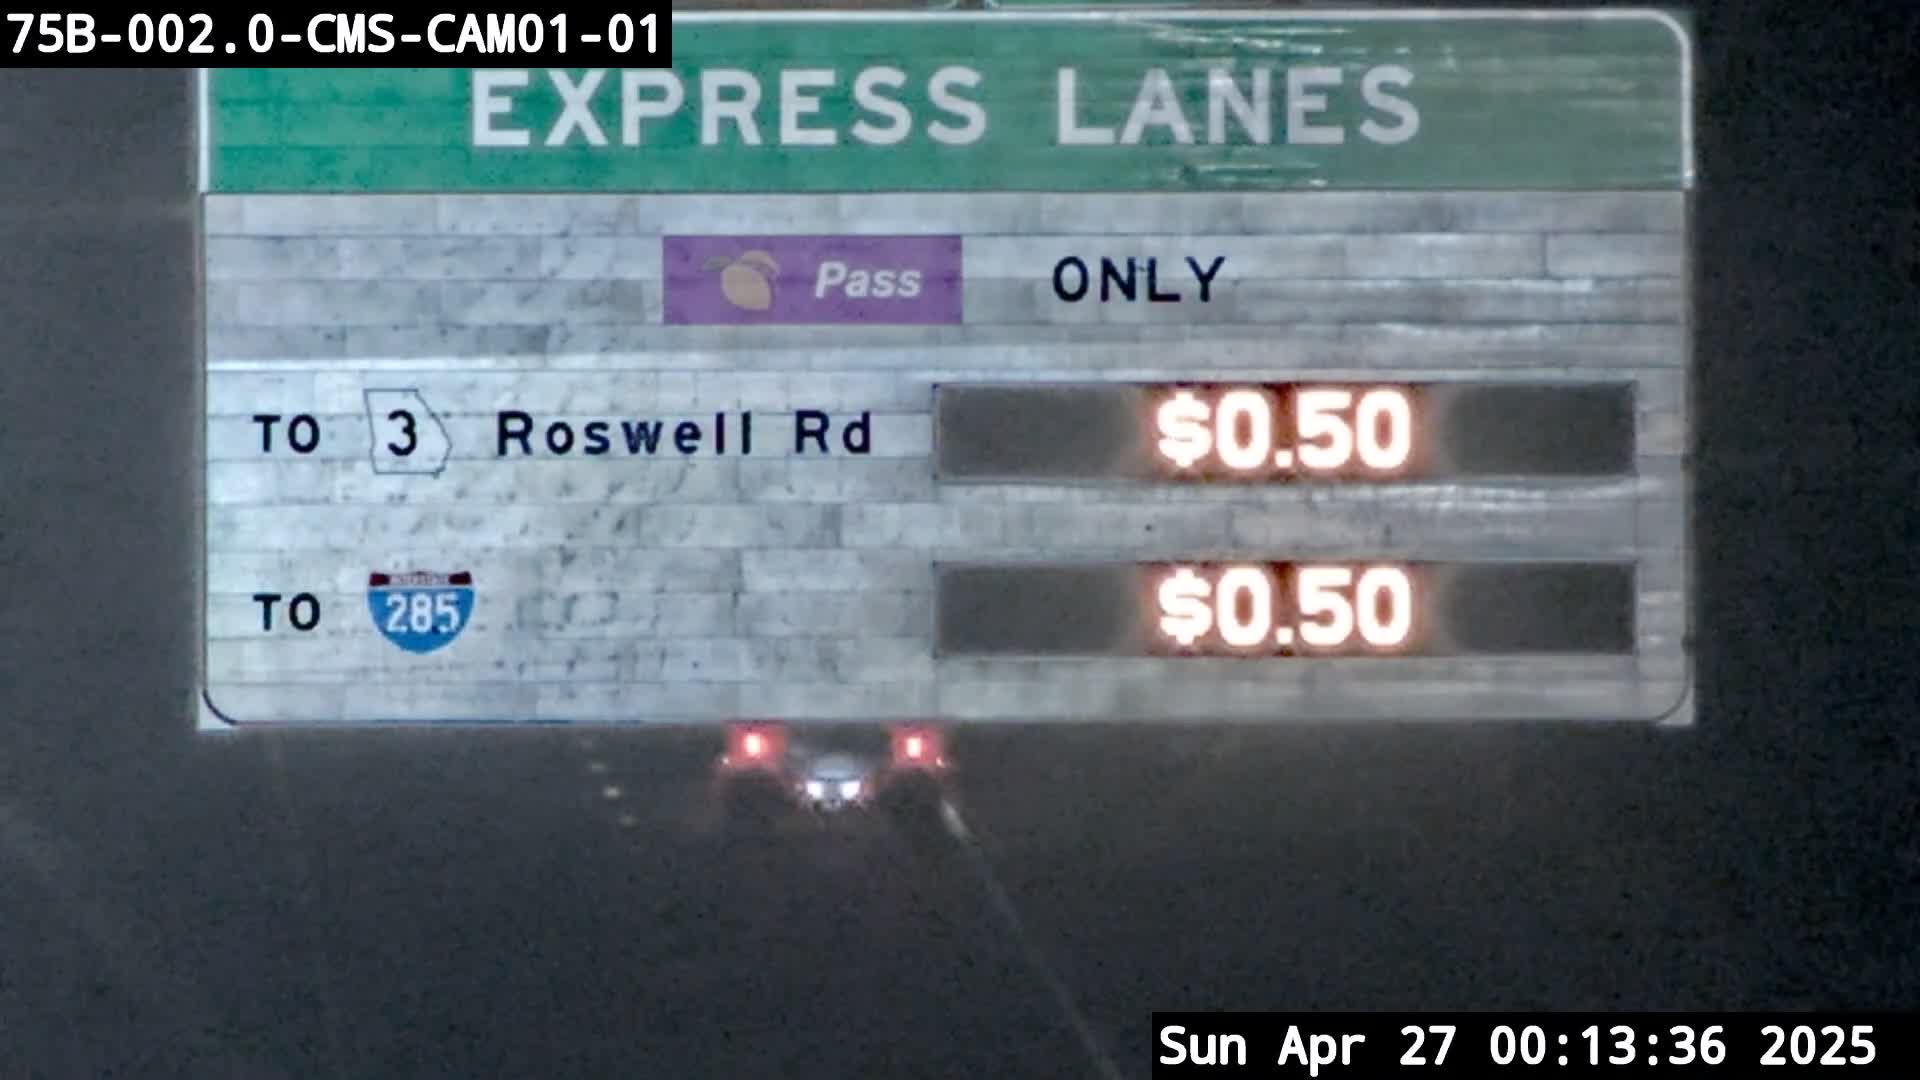 75B-002.0-CMS-CAM01-01
EXPRESS LANES
Pass ONLY
TO 3 Roswell Rd $0.50
TO INTERSTATE 285 $0.50
Sun Apr 27 00:13:36 2025